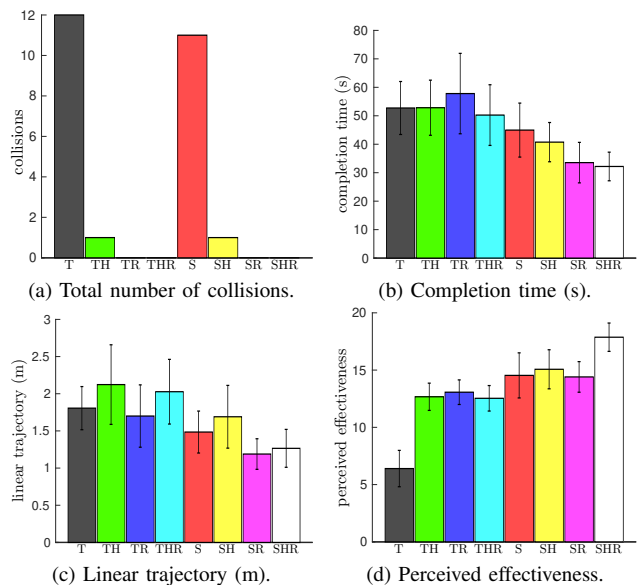 12
10
8
6
4
2
0
collisions
T TH TR THR S SH SR SHR
(a) Total number of collisions.
80
70
60
50
40
30
20
10
0
completion time (s)
T TH TR THR S SH SR SHR
(b) Completion time (s).
3
2.5
2
1.5
1
0.5
0
linear trajectory (m)
T TH TR THR S SH SR SHR
(c) Linear trajectory (m).
20
15
10
5
0
perceived effectiveness
T TH TR THR S SH SR SHR
(d) Perceived effectiveness.